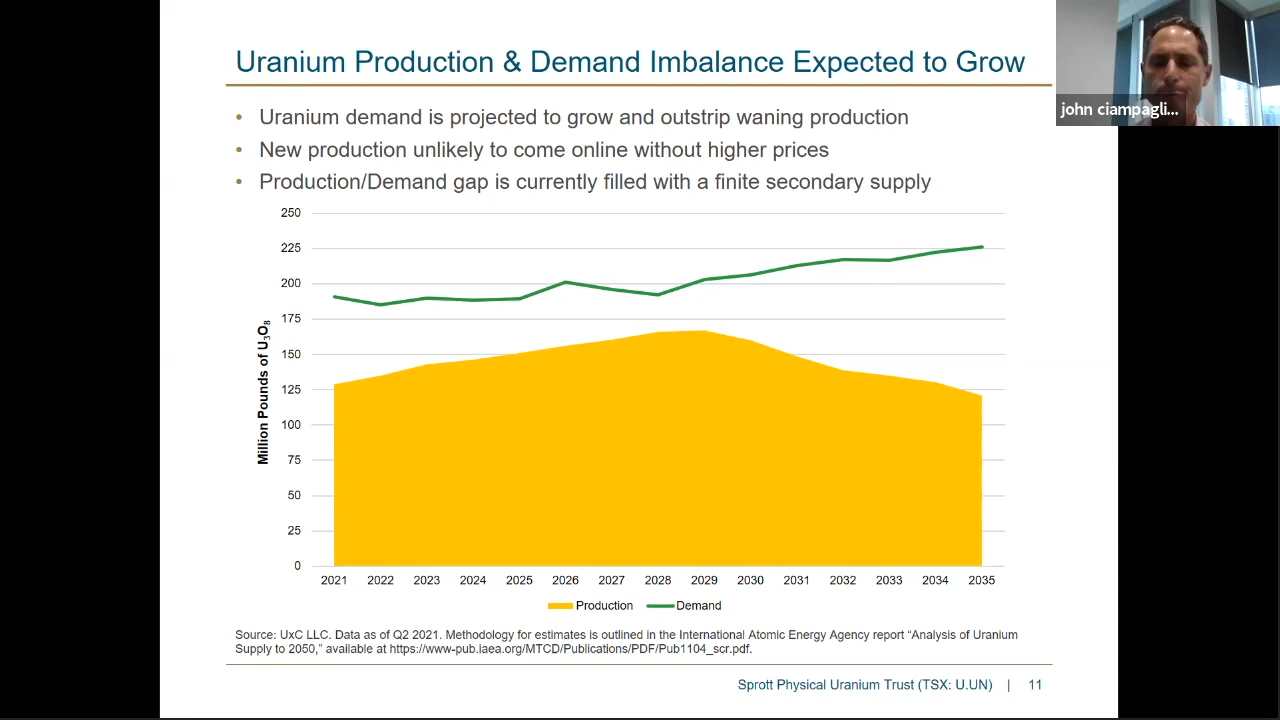 Uranium Production & Demand Imbalance Expected to Grow
john ciampagli...
• Uranium demand is projected to grow and outstrip waning production
• New production unlikely to come online without higher prices
• Production/Demand gap is currently filled with a finite secondary supply
Million Pounds of U₃O₈
250
225
200
175
150
125
100
75
50
25
0
2021 2022 2023 2024 2025 2026 2027 2028 2029 2030 2031 2032 2033 2034 2035
Production Demand
Source: UxC LLC. Data as of Q2 2021. Methodology for estimates is outlined in the International Atomic Energy Agency report “Analysis of Uranium
Supply to 2050,” available at https://www-pub.iaea.org/MTCD/Publications/PDF/Pub1104_scr.pdf.
Sprott Physical Uranium Trust (TSX: U.UN) | 11